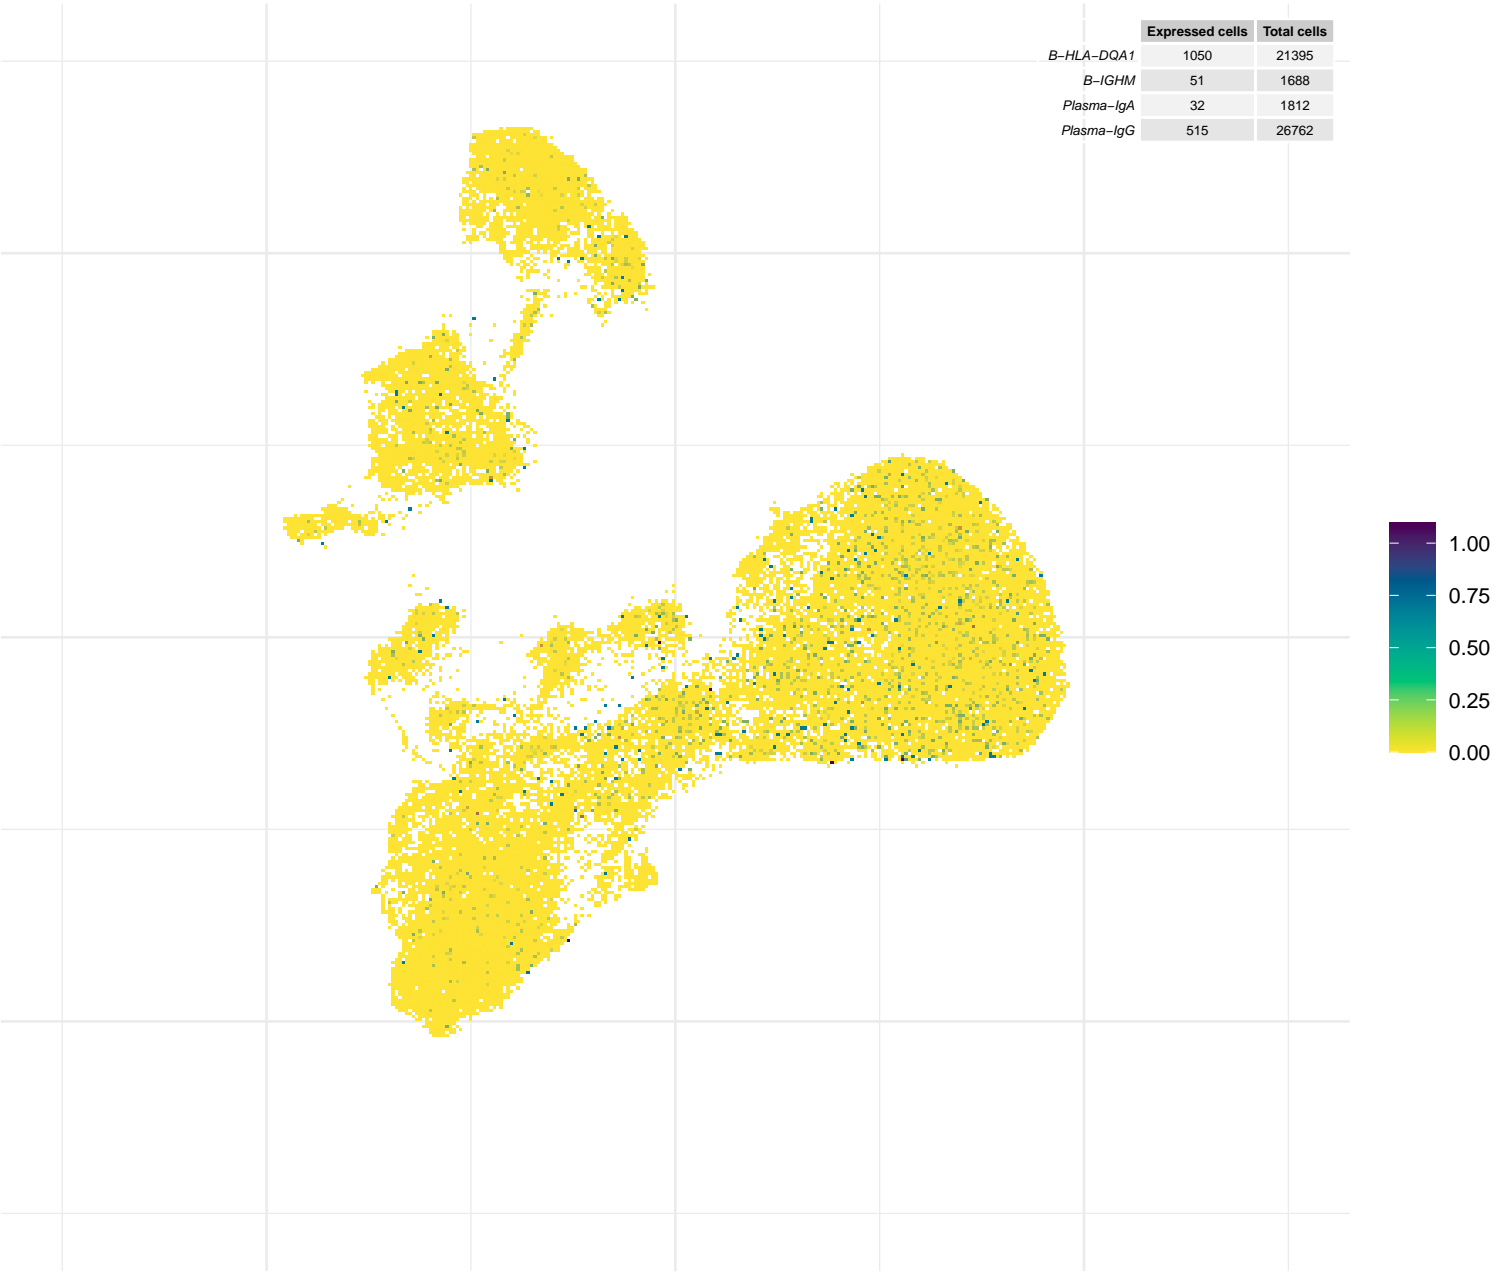 Expressed cells Total cells
B−HLA−DQA1 1050 21395
B−IGHM 51 1688
Plasma−IgA 32 1812
Plasma−IgG 515 26762
1.00
0.75
0.50
0.25
0.00